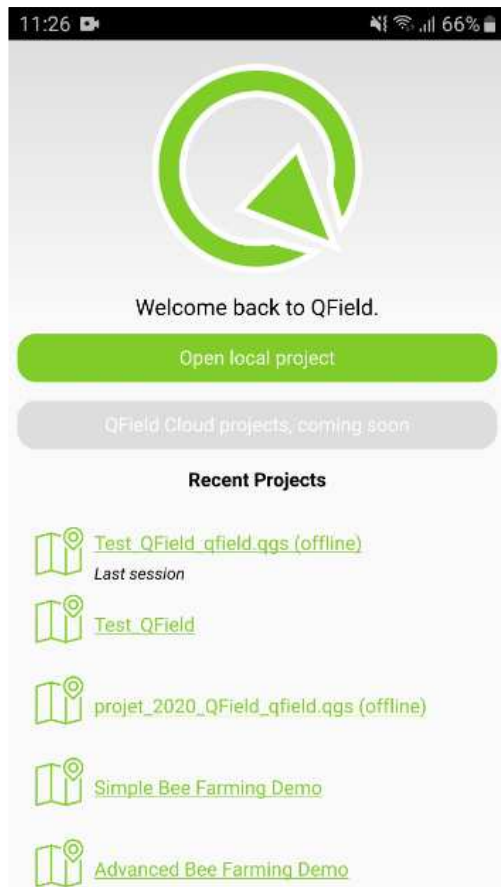 11:26
66%
Welcome back to QField.
Open local project
QField Cloud projects, coming soon
Recent Projects
Test_QField_qfield.qgs (offline)
Last session
Test_QField
projet_2020_QField_qfield.qgs (offline)
Simple Bee Farming Demo
Advanced Bee Farming Demo